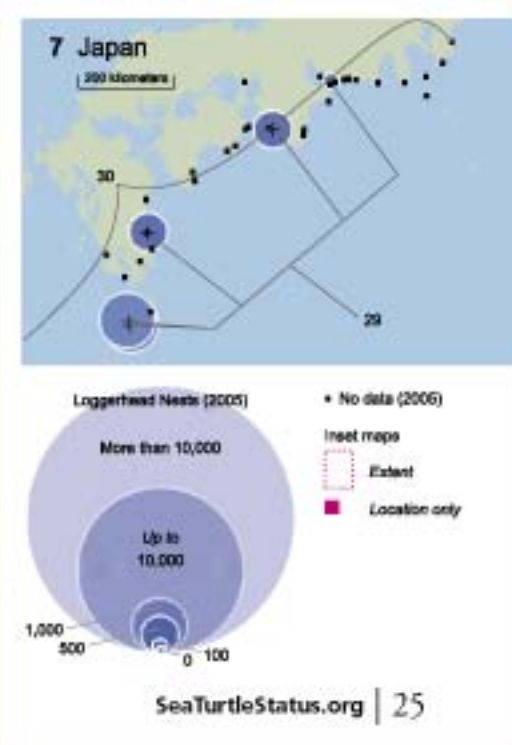 7 Japan
200 kilometers
30
29
Loggerhead Nests (2005)
More than 10,000
Up to
10,000
1,000
500
0
100
• No data (2005)
Inset maps
Extent
Location only
SeaTurtleStatus.org | 25